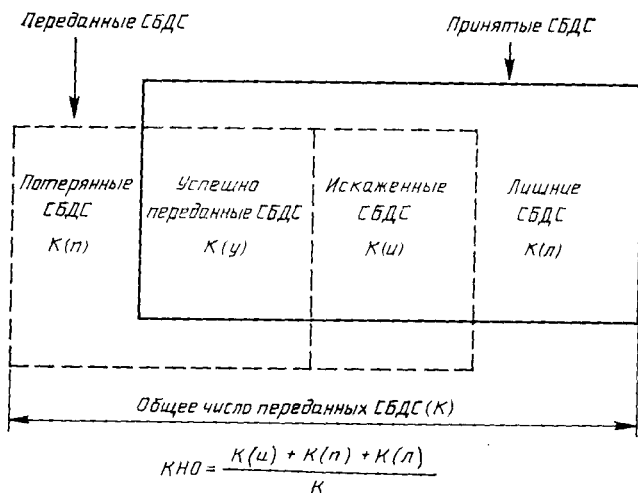 Переданные СБДС
Принятые СБДС
Потерянные
СБДС
К(п)
Успешно
переданные СБДС
К(у)
Искаженные
СБДС
К(и)
Лишние
СБДС
К(л)
Общее число переданных СБДС (К)
КНО = К(и) + К(п) + К(л)
К